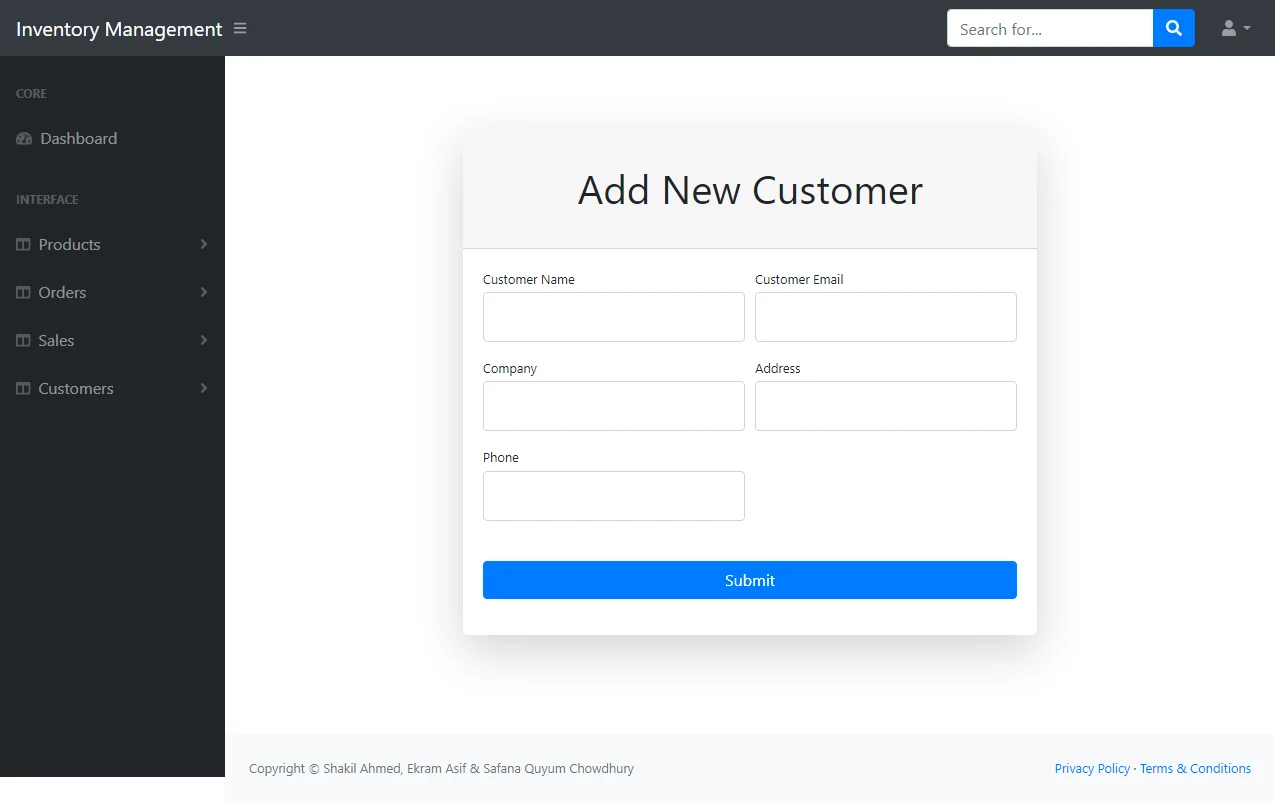 Inventory Management
Search for...
CORE
Dashboard
INTERFACE
Products
Orders
Sales
Customers
Add New Customer
Customer Name Customer Email
Company Address
Phone
Submit
Copyright © Shakil Ahmed, Ekram Asif & Safana Quyum Chowdhury
Privacy Policy · Terms & Conditions